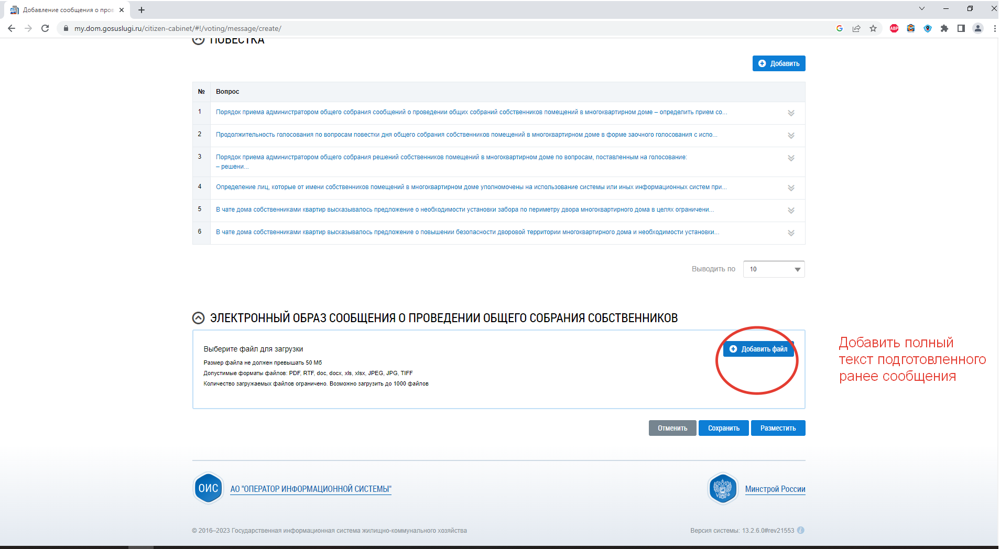 Добавление сообщения о пров
my.dom.gosuslugi.ru/citizen-cabinet/#!/voting/message/create/
ABP
ПОВЕСТКА
Добавить
№ Вопрос
1 Порядок приема администратором общего собрания сообщений о проведении общих собраний собственников помещений в многоквартирном доме – определить прием со...
2 Продолжительность голосования по вопросам повестки дня общего собрания собственников помещений в многоквартирном доме в форме заочного голосования с испо...
3 Порядок приема администратором общего собрания решений собственников помещений в многоквартирном доме по вопросам, поставленным на голосование:
– решени...
4 Определение лиц, которые от имени собственников помещений в многоквартирном доме уполномочены на использование системы или иных информационных систем при...
5 В чате дома собственниками квартир высказывалось предложение о необходимости установки забора по периметру двора многоквартирного дома в целях ограничени...
6 В чате дома собственниками квартир высказывалось предложение о повышении безопасности дворовой территории многоквартирного дома и необходимости установки...
Выводить по 10
ЭЛЕКТРОННЫЙ ОБРАЗ СООБЩЕНИЯ О ПРОВЕДЕНИИ ОБЩЕГО СОБРАНИЯ СОБСТВЕННИКОВ
Выберите файл для загрузки
Добавить файл
Размер файла не должен превышать 50 Мб
Допустимые форматы файлов: PDF, RTF, doc, docx, xls, xlsx, JPEG, JPG, TIFF
Количество загружаемых файлов ограничено. Возможно загрузить до 1000 файлов
Добавить полный
текст подготовленного
ранее сообщения
Отменить Сохранить Разместить
ОИС АО "ОПЕРАТОР ИНФОРМАЦИОННОЙ СИСТЕМЫ"
Минстрой России
© 2016–2023 Государственная информационная система жилищно-коммунального хозяйства
Версия системы: 13.2.6.0#rev21553